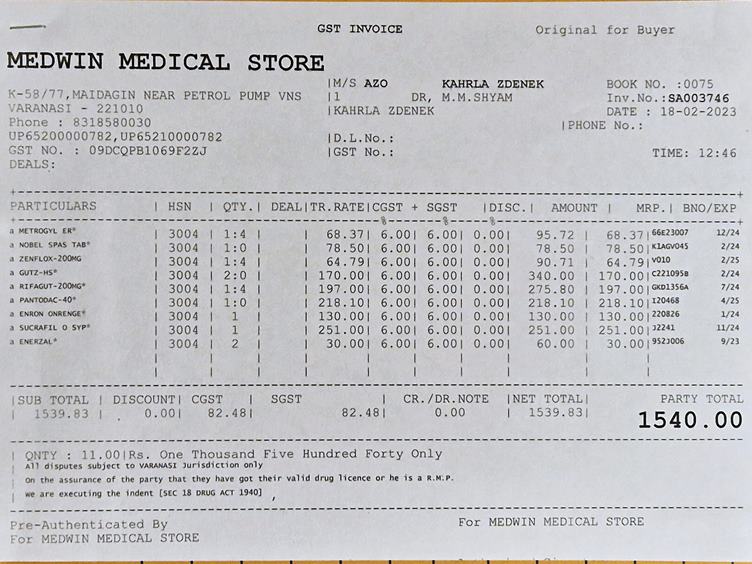 GST INVOICE Original for Buyer
MEDWIN MEDICAL STORE
K-58/77,MAIDAGIN NEAR PETROL PUMP VNS
VARANASI - 221010
Phone : 8318580030
UP65200000782,UP65210000782
GST NO. : 09DCQPB1069F2ZJ
DEALS:
|M/S AZO KAHRLA ZDENEK
|1 DR, M.M.SHYAM
|KAHRLA ZDENEK
|D.L.No.:
|GST No.:
BOOK NO. :0075
Inv.No.:SA003746
DATE : 18-02-2023
|PHONE No.:
TIME: 12:46
PARTICULARS | HSN | QTY.| DEAL|TR.RATE|CGST + SGST |DISC.| AMOUNT | MRP.| BNO/EXP
% % %
a METROGYL ER* | 3004 | 1:4 68.37| 6.00| 6.00| 0.00| 95.72 68.37| 66E23007 12/24
a NOBEL SPAS TAB* | 3004 | 1:0 78.50| 6.00| 6.00| 0.00| 78.50 78.50| K1AGV045 2/24
a ZENFLOX-200MG | 3004 | 1:4 64.79| 6.00| 6.00| 0.00| 90.71 64.79| V010 2/25
a GUTZ-HS* | 3004 | 2:0 170.00| 6.00| 6.00| 0.00| 340.00 170.00| C221095B 2/24
a RIFAGUT-200MG* | 3004 | 1:4 197.00| 6.00| 6.00| 0.00| 275.80 197.00| GKD1356A 7/24
a PANTODAC-40* | 3004 | 1:0 218.10| 6.00| 6.00| 0.00| 218.10 218.10| I20468 4/25
a ENRON ONRENGE* | 3004 | 1 130.00| 6.00| 6.00| 0.00| 130.00 130.00| 220826 1/24
a SUCRAFIL O SYP* | 3004 | 1 251.00| 6.00| 6.00| 0.00| 251.00 251.00| J2241 11/24
a ENERZAL* | 3004 | 2 30.00| 6.00| 6.00| 0.00| 60.00 30.00| 952J006 9/23
|SUB TOTAL | DISCOUNT| CGST | SGST CR./DR.NOTE |NET TOTAL| PARTY TOTAL
| 1539.83 | 0.00| 82.48| 82.48| 0.00 | 1539.83| 1540.00
| QNTY : 11.00|Rs. One Thousand Five Hundred Forty Only
| All disputes subject to VARANASI Jurisdiction only
| On the assurance of the party that they have got their valid drug licence or he is a R.M.P.
| we are executing the indent [SEC 18 DRUG ACT 1940] ,
Pre-Authenticated By For MEDWIN MEDICAL STORE
For MEDWIN MEDICAL STORE